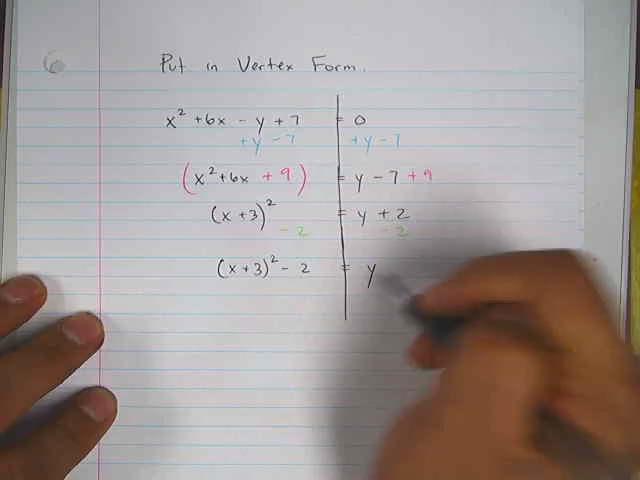 Put in Vertex Form.
x² + 6x - y + 7 = 0
+y - 7 +y - 7
(x² + 6x + 9) = y - 7 + 9
(x + 3)² = y + 2
- 2 - 2
(x + 3)² - 2 = y